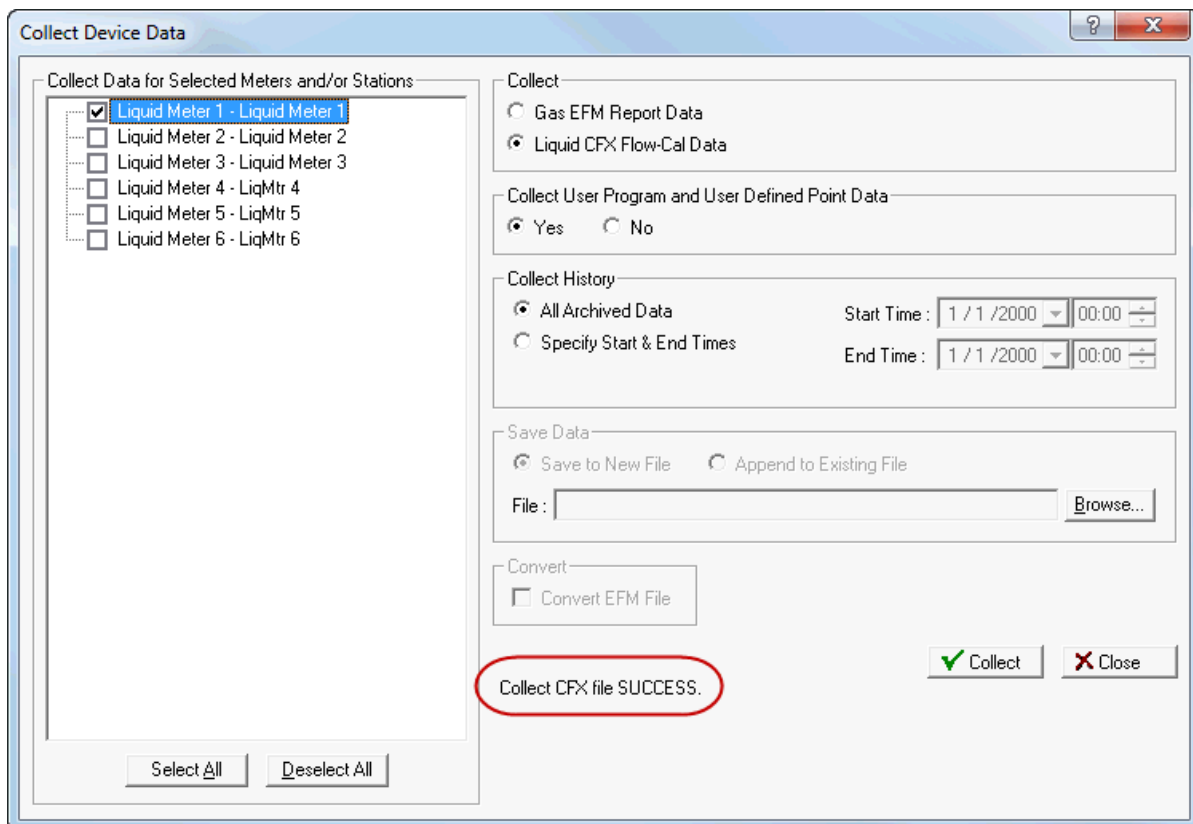 Collect Device Data
Collect Data for Selected Meters and/or Stations
Liquid Meter 1 - Liquid Meter 1
Liquid Meter 2 - Liquid Meter 2
Liquid Meter 3 - Liquid Meter 3
Liquid Meter 4 - LiqMtr 4
Liquid Meter 5 - LiqMtr 5
Liquid Meter 6 - LiqMtr 6
Select All
Deselect All
Collect
Gas EFM Report Data
Liquid CFX Flow-Cal Data
Collect User Program and User Defined Point Data
Yes No
Collect History
All Archived Data
Specify Start & End Times
Start Time : 1 / 1 /2000 00:00
End Time : 1 / 1 /2000 00:00
Save Data
Save to New File Append to Existing File
File : Browse...
Convert
Convert EFM File
Collect Close
Collect CFX file SUCCESS.